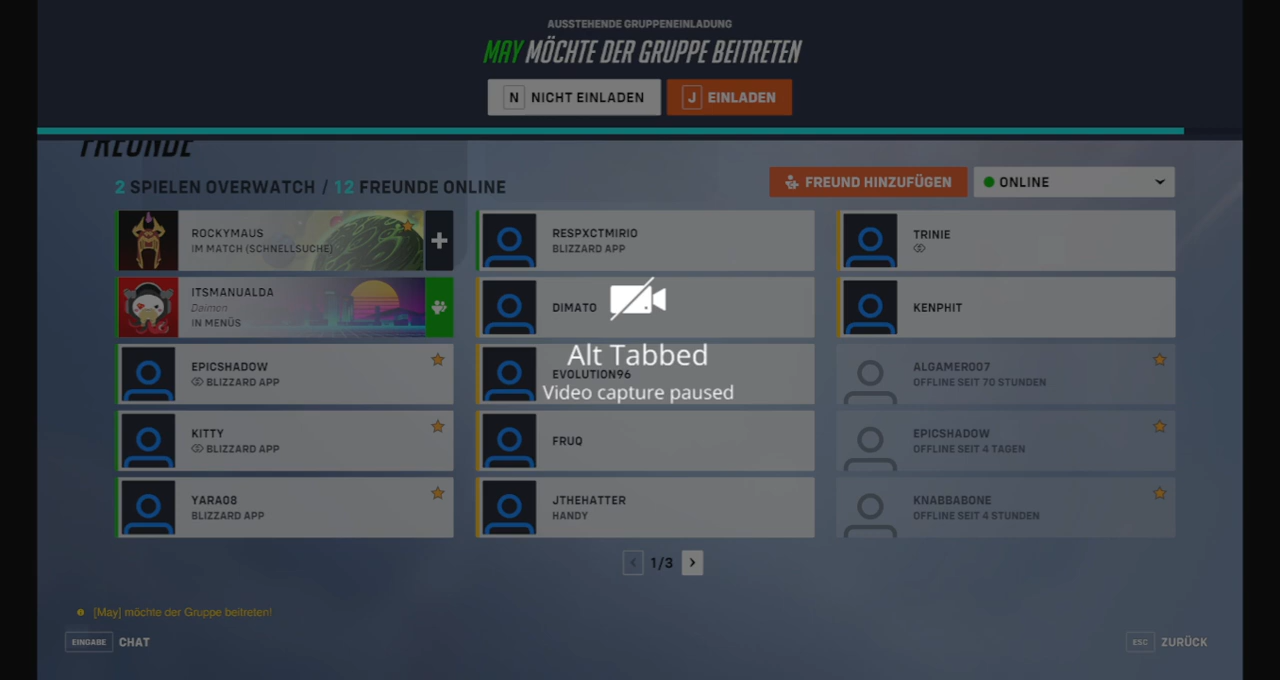 AUSSTEHENDE GRUPPENEINLADUNG
MAY MÖCHTE DER GRUPPE BEITRETEN
N NICHT EINLADEN
J EINLADEN
FREUNDE
2 SPIELEN OVERWATCH / 12 FREUNDE ONLINE
FREUND HINZUFÜGEN
ONLINE
ROCKYMAUS
IM MATCH (SCHNELLSUCHE)
RESPXCTMIRIO
BLIZZARD APP
TRINIE
ITSMANUALDA
Daimon
IN MENÜS
DIMATO
KENPHIT
Alt Tabbed
Video capture paused
EPICSHADOW
BLIZZARD APP
EVOLUTION96
ALGAMER007
OFFLINE SEIT 70 STUNDEN
KITTY
BLIZZARD APP
FRUQ
EPICSHADOW
OFFLINE SEIT 4 TAGEN
YARA08
BLIZZARD APP
JTHEHATTER
HANDY
KNABBABONE
OFFLINE SEIT 4 STUNDEN
< 1/3 >
[May] möchte der Gruppe beitreten!
EINGABE CHAT
ESC ZURÜCK